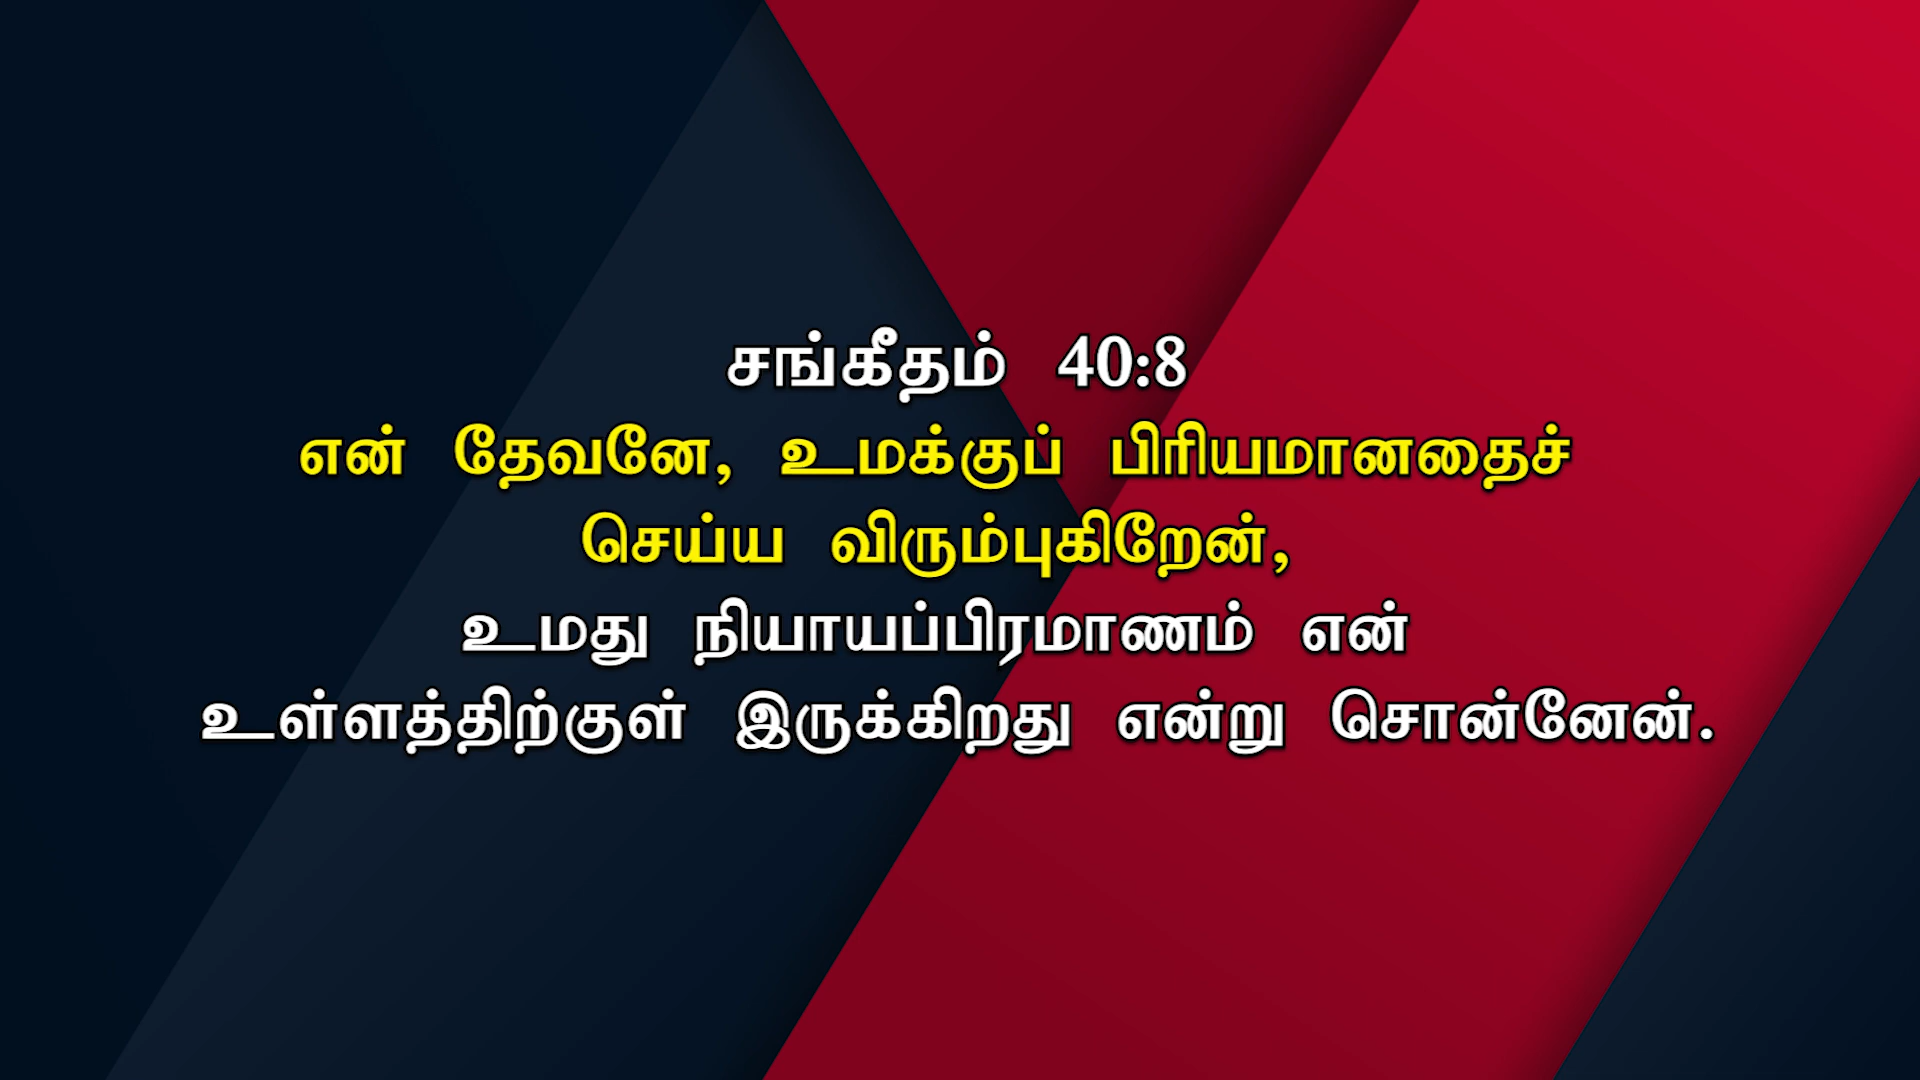 சங்கீதம் 40:8
என் தேவனே, உமக்குப் பிரியமானதைச்
செய்ய விரும்புகிறேன்,
உமது நியாயப்பிரமாணம் என்
உள்ளத்திற்குள் இருக்கிறது என்று சொன்னேன்.